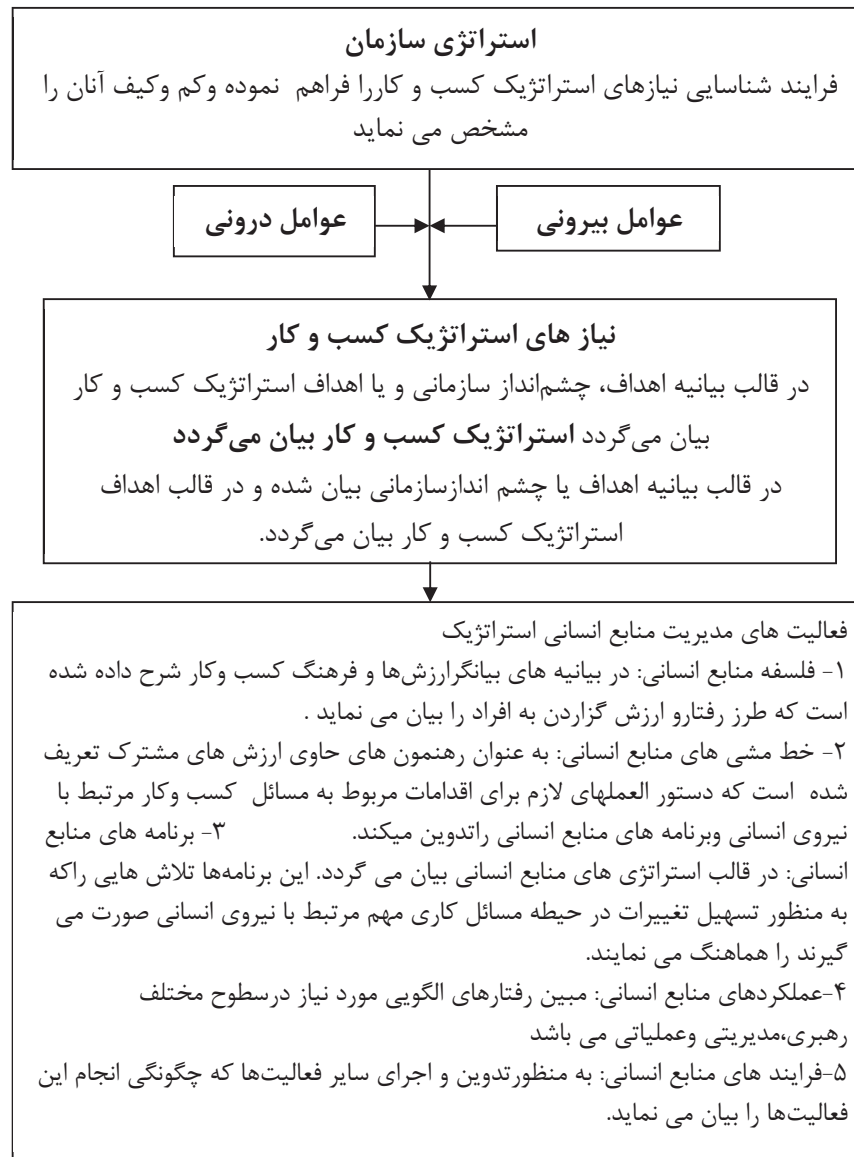 استراتژی سازمان
فرایند شناسایی نیازهای استراتژیک کسب و کاررا فراهم نموده وکم وکیف آنان را
مشخص می نماید
عوامل بیرونی
عوامل درونی
نیاز های استراتژیک کسب و کار
در قالب بیانیه اهداف، چشم‌انداز سازمانی و یا اهداف استراتژیک کسب و کار
بیان می‌گردد استراتژیک کسب و کار بیان می‌گردد
در قالب بیانیه اهداف یا چشم اندازسازمانی بیان شده و در قالب اهداف
استراتژیک کسب و کار بیان می‌گردد.
فعالیت های مدیریت منابع انسانی استراتژیک
۱- فلسفه منابع انسانی: در بیانیه های بیانگرارزش‌ها و فرهنگ کسب وکار شرح داده شده
است که طرز رفتارو ارزش گزاردن به افراد را بیان می نماید .
۲- خط مشی های منابع انسانی: به عنوان رهنمون های حاوی ارزش های مشترک تعریف
شده است که دستور العملهای لازم برای اقدامات مربوط به مسائل کسب وکار مرتبط با
نیروی انسانی وبرنامه های منابع انسانی راتدوین میکند. ۳- برنامه های منابع
انسانی: در قالب استراتژی های منابع انسانی بیان می گردد. این برنامه‌ها تلاش هایی راکه
به منظور تسهیل تغییرات در حیطه مسائل کاری مهم مرتبط با نیروی انسانی صورت می
گیرند را هماهنگ می نمایند.
۴-عملکردهای منابع انسانی: مبین رفتارهای الگویی مورد نیاز درسطوح مختلف
رهبری،مدیریتی وعملیاتی می باشد
۵-فرایند های منابع انسانی: به منظورتدوین و اجرای سایر فعالیت‌ها که چگونگی انجام این
فعالیت‌ها را بیان می نماید.